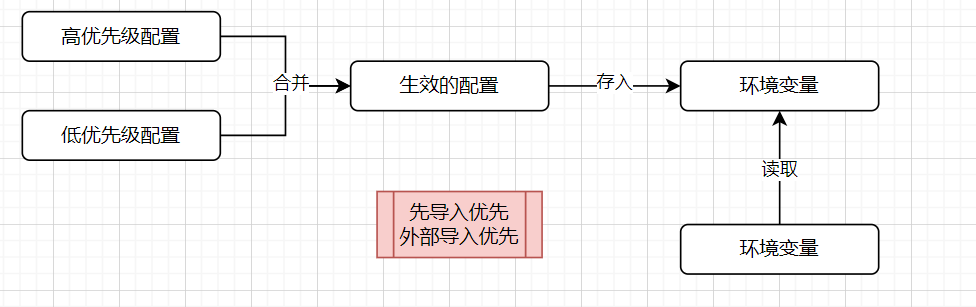 高优先级配置
合并
低优先级配置
生效的配置
存入
环境变量
读取
环境变量
先导入优先
外部导入优先